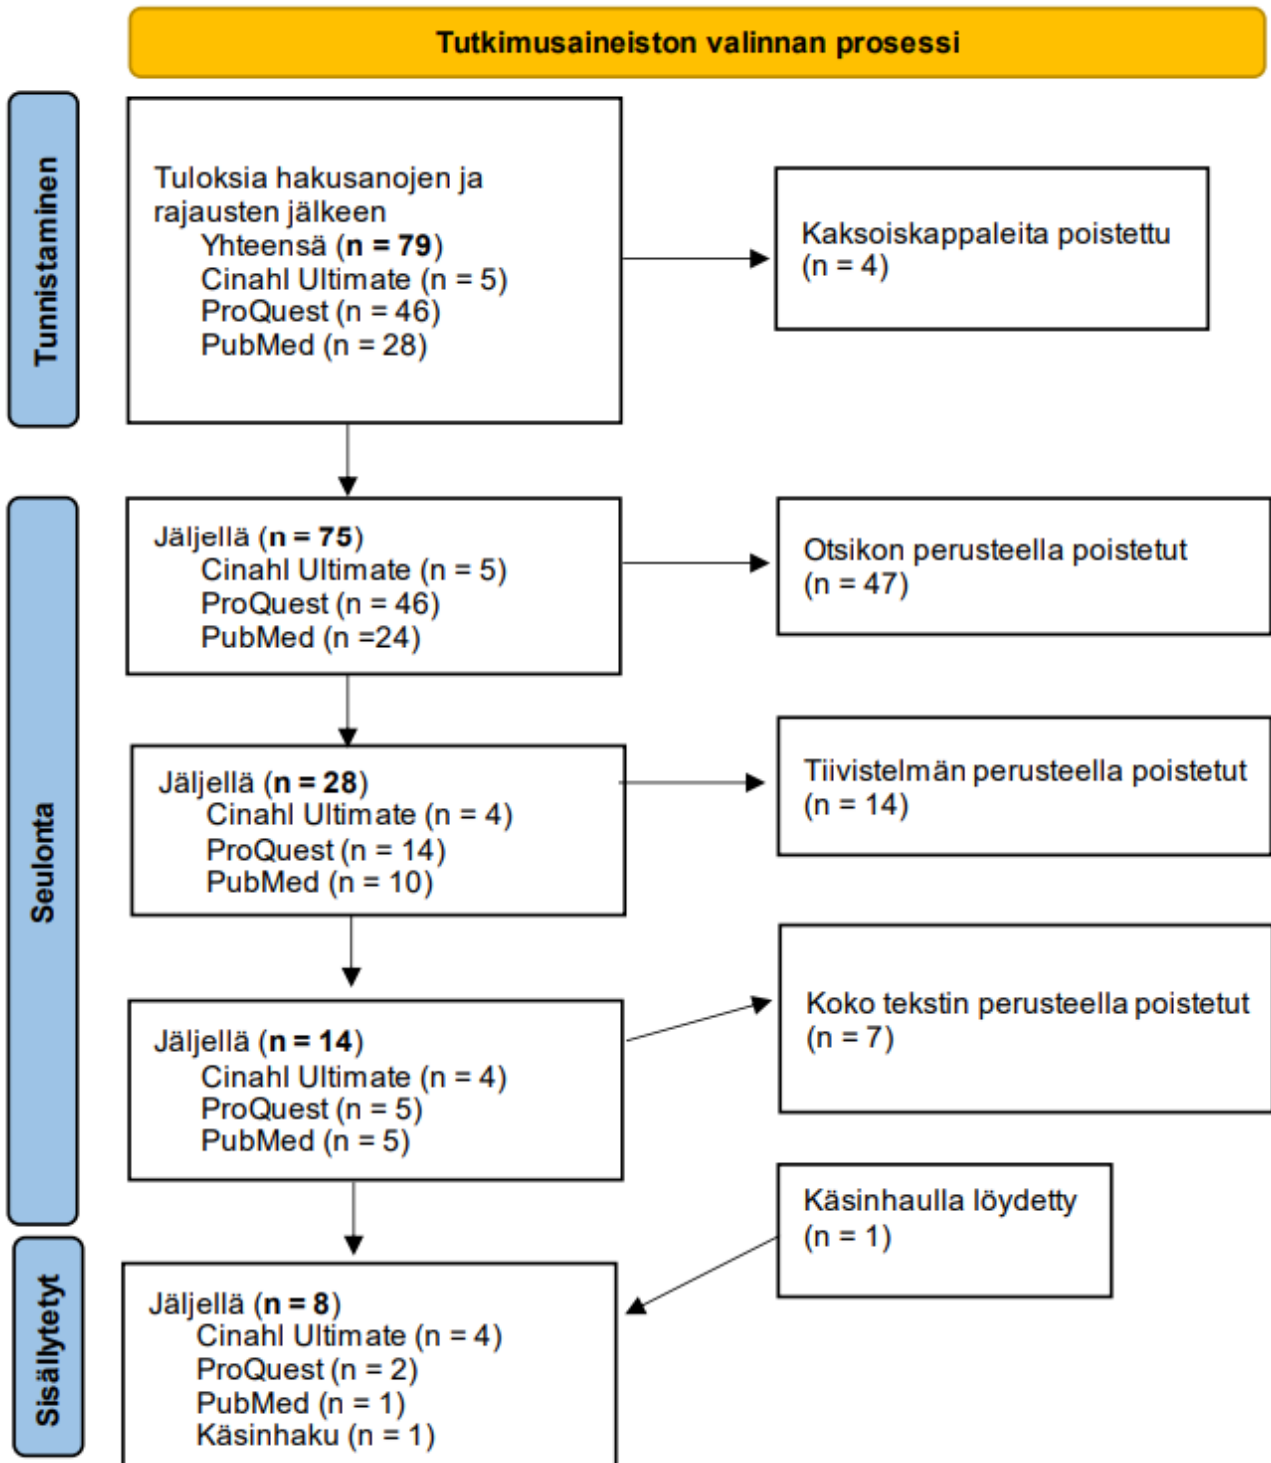 Tutkimusaineiston valinnan prosessi
Tunnistaminen
Tuloksia hakusanojen ja
rajausten jälkeen
Yhteensä (n = 79)
Cinahl Ultimate (n = 5)
ProQuest (n = 46)
PubMed (n = 28)
Kaksoiskappaleita poistettu
(n = 4)
Seulonta
Jäljellä (n = 75)
Cinahl Ultimate (n = 5)
ProQuest (n = 46)
PubMed (n =24)
Otsikon perusteella poistetut
(n = 47)
Jäljellä (n = 28)
Cinahl Ultimate (n = 4)
ProQuest (n = 14)
PubMed (n = 10)
Tiivistelmän perusteella poistetut
(n = 14)
Jäljellä (n = 14)
Cinahl Ultimate (n = 4)
ProQuest (n = 5)
PubMed (n = 5)
Koko tekstin perusteella poistetut
(n = 7)
Käsinhaulla löydetty
(n = 1)
Sisällytetyt
Jäljellä (n = 8)
Cinahl Ultimate (n = 4)
ProQuest (n = 2)
PubMed (n = 1)
Käsinhaku (n = 1)